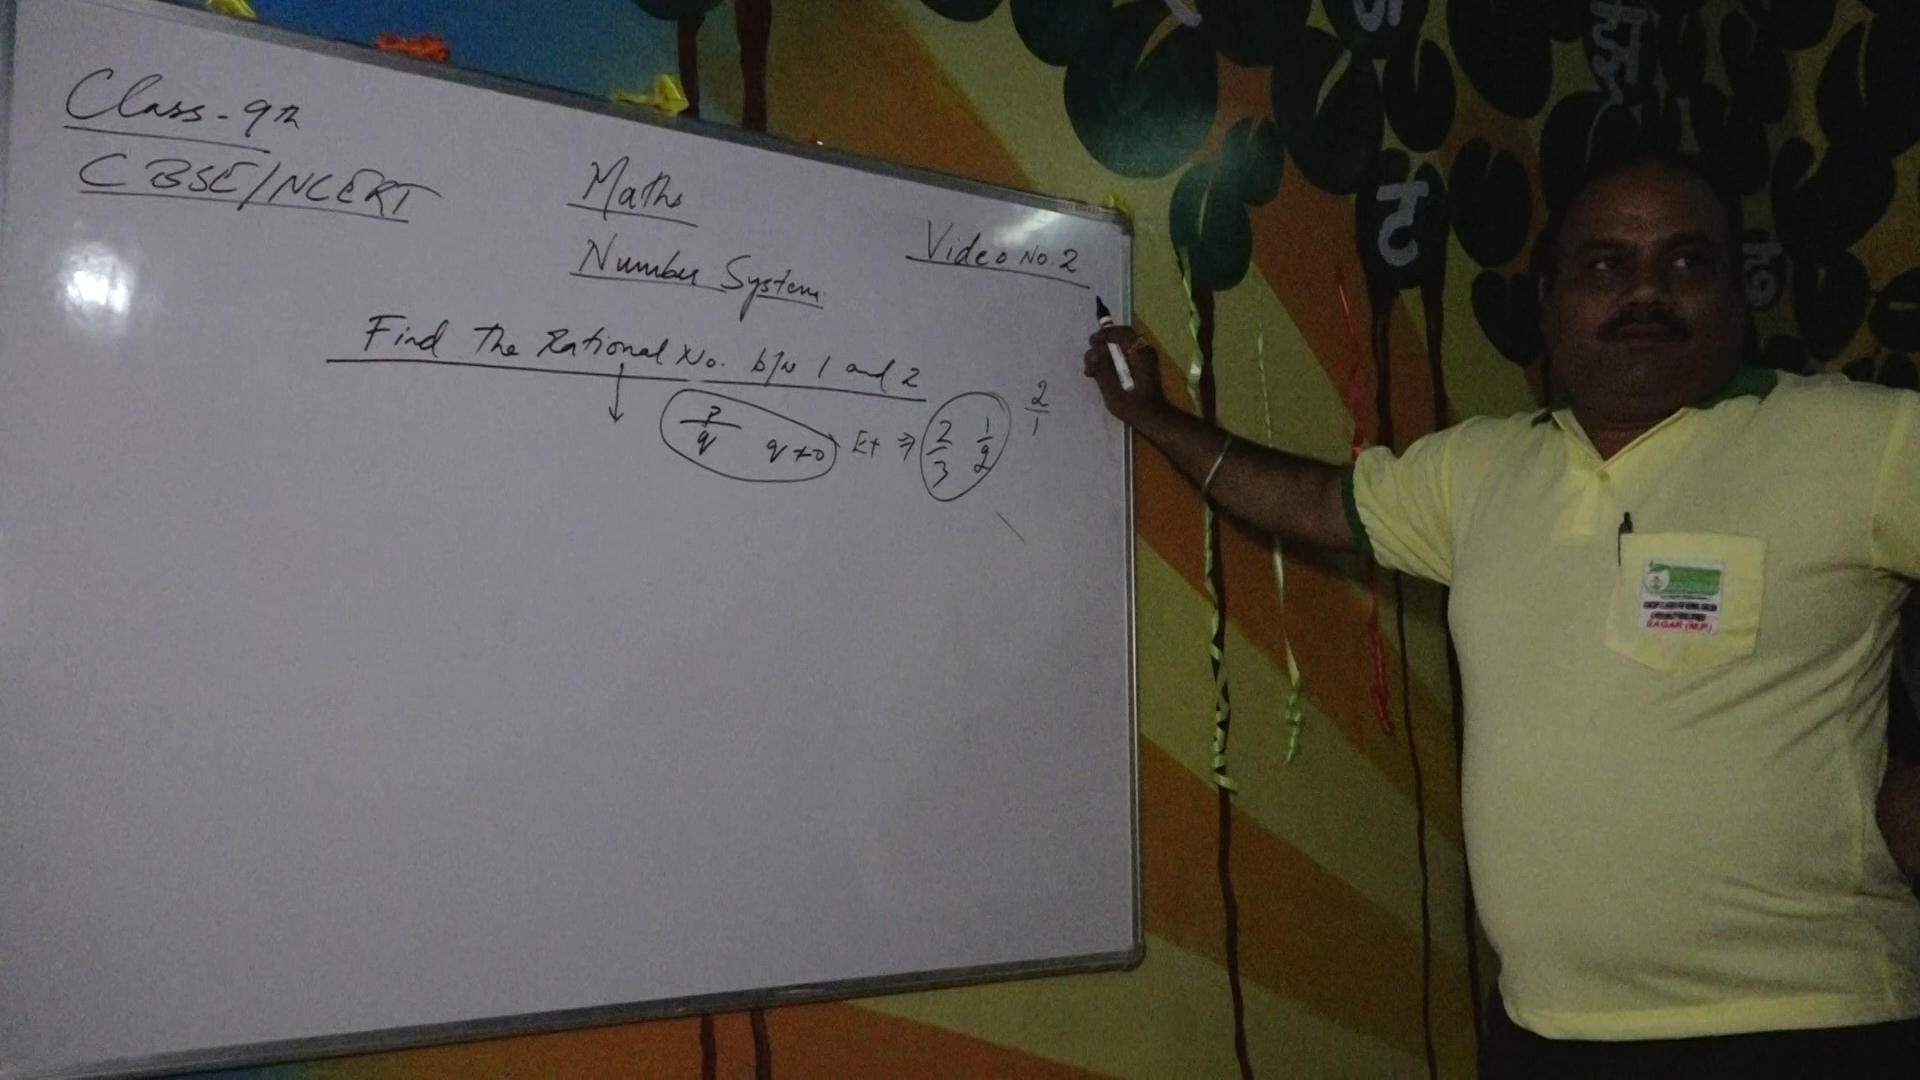 Class-9th
CBSE/NCERT
Maths
Number System
Video No. 2
Find The Rational No. b/w 1 and 2
p/q q≠0 Ex ⇒ 2/3 1/2 2/1
ट
SAGAR (M.P.)